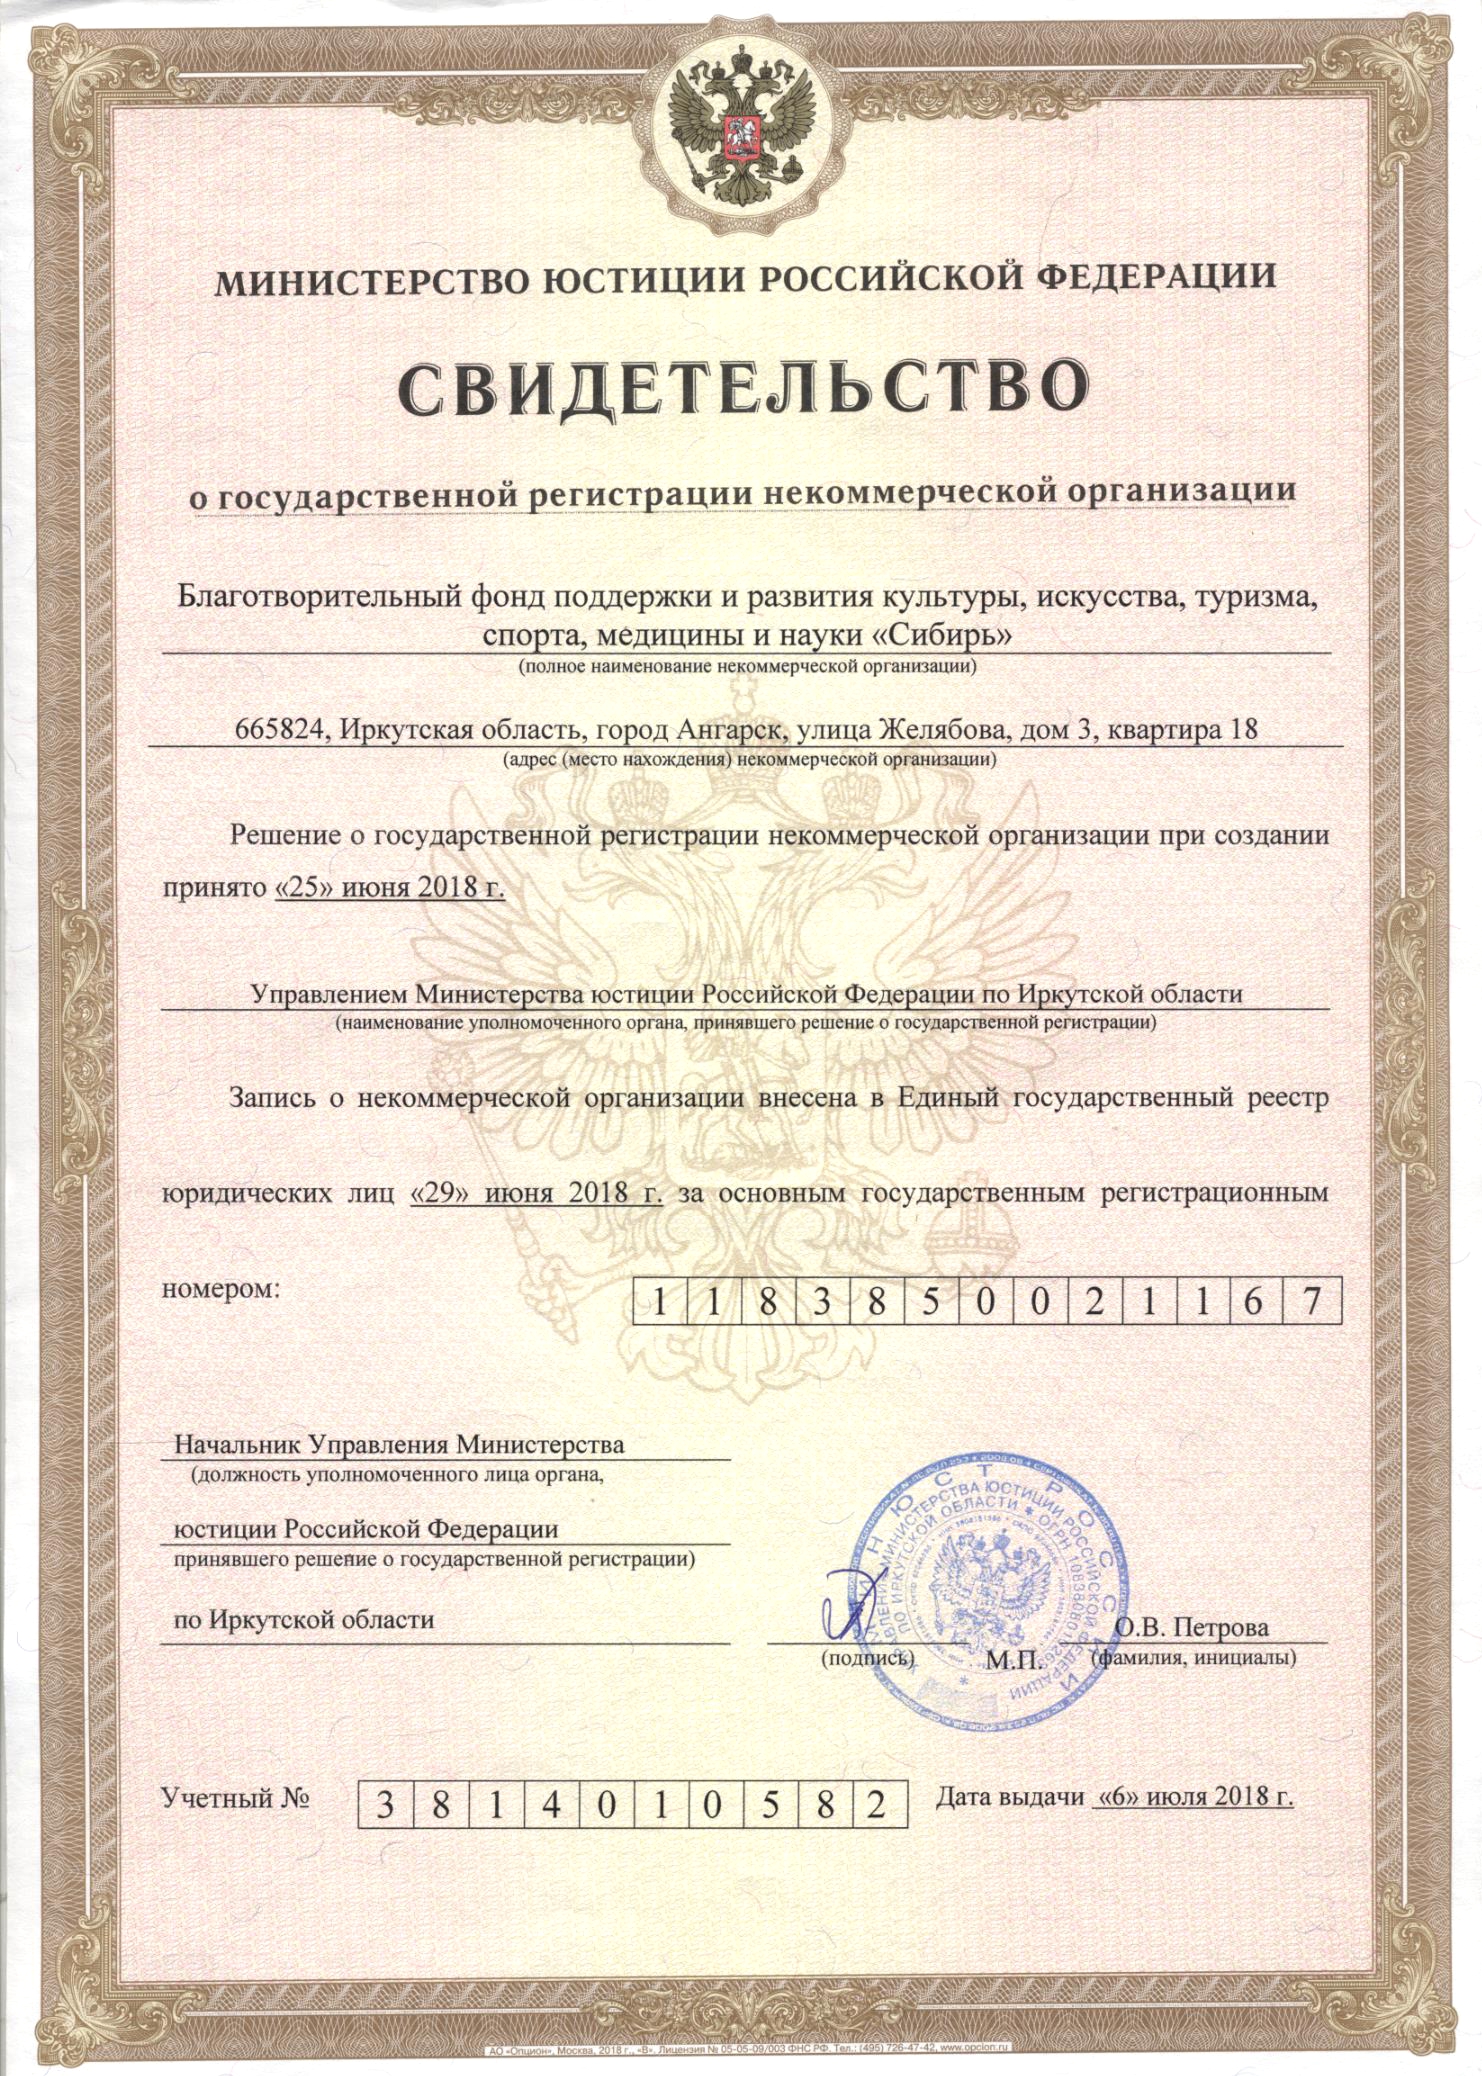 МИНИСТЕРСТВО ЮСТИЦИИ РОССИЙСКОЙ ФЕДЕРАЦИИ
СВИДЕТЕЛЬСТВО
о государственной регистрации некоммерческой организации
Благотворительный фонд поддержки и развития культуры, искусства, туризма,
спорта, медицины и науки «Сибирь»
(полное наименование некоммерческой организации)
665824, Иркутская область, город Ангарск, улица Желябова, дом 3, квартира 18
(адрес (место нахождения) некоммерческой организации)
Решение о государственной регистрации некоммерческой организации при создании
принято «25» июня 2018 г.
Управлением Министерства юстиции Российской Федерации по Иркутской области
(наименование уполномоченного органа, принявшего решение о государственной регистрации)
Запись о некоммерческой организации внесена в Единый государственный реестр
юридических лиц «29» июня 2018 г. за основным государственным регистрационным
номером: 1 1 8 3 8 5 0 0 2 1 1 6 7
Начальник Управления Министерства
(должность уполномоченного лица органа,
юстиции Российской Федерации
принявшего решение о государственной регистрации)
по Иркутской области
О.В. Петрова
(подпись) М.П. (фамилия, инициалы)
МИНЮСТ РОССИИ
УПРАВЛЕНИЕ МИНИСТЕРСТВА ЮСТИЦИИ РОССИЙСКОЙ ФЕДЕРАЦИИ
ПО ИРКУТСКОЙ ОБЛАСТИ * ОГРН
Учетный № 3 8 1 4 0 1 0 5 8 2 Дата выдачи «6» июля 2018 г.
АО «Опцион», Москва, 2018 г., «В». Лицензия № 05-05-09/003 ФНС РФ. Тел.: (495) 726-47-42, www.opcion.ru